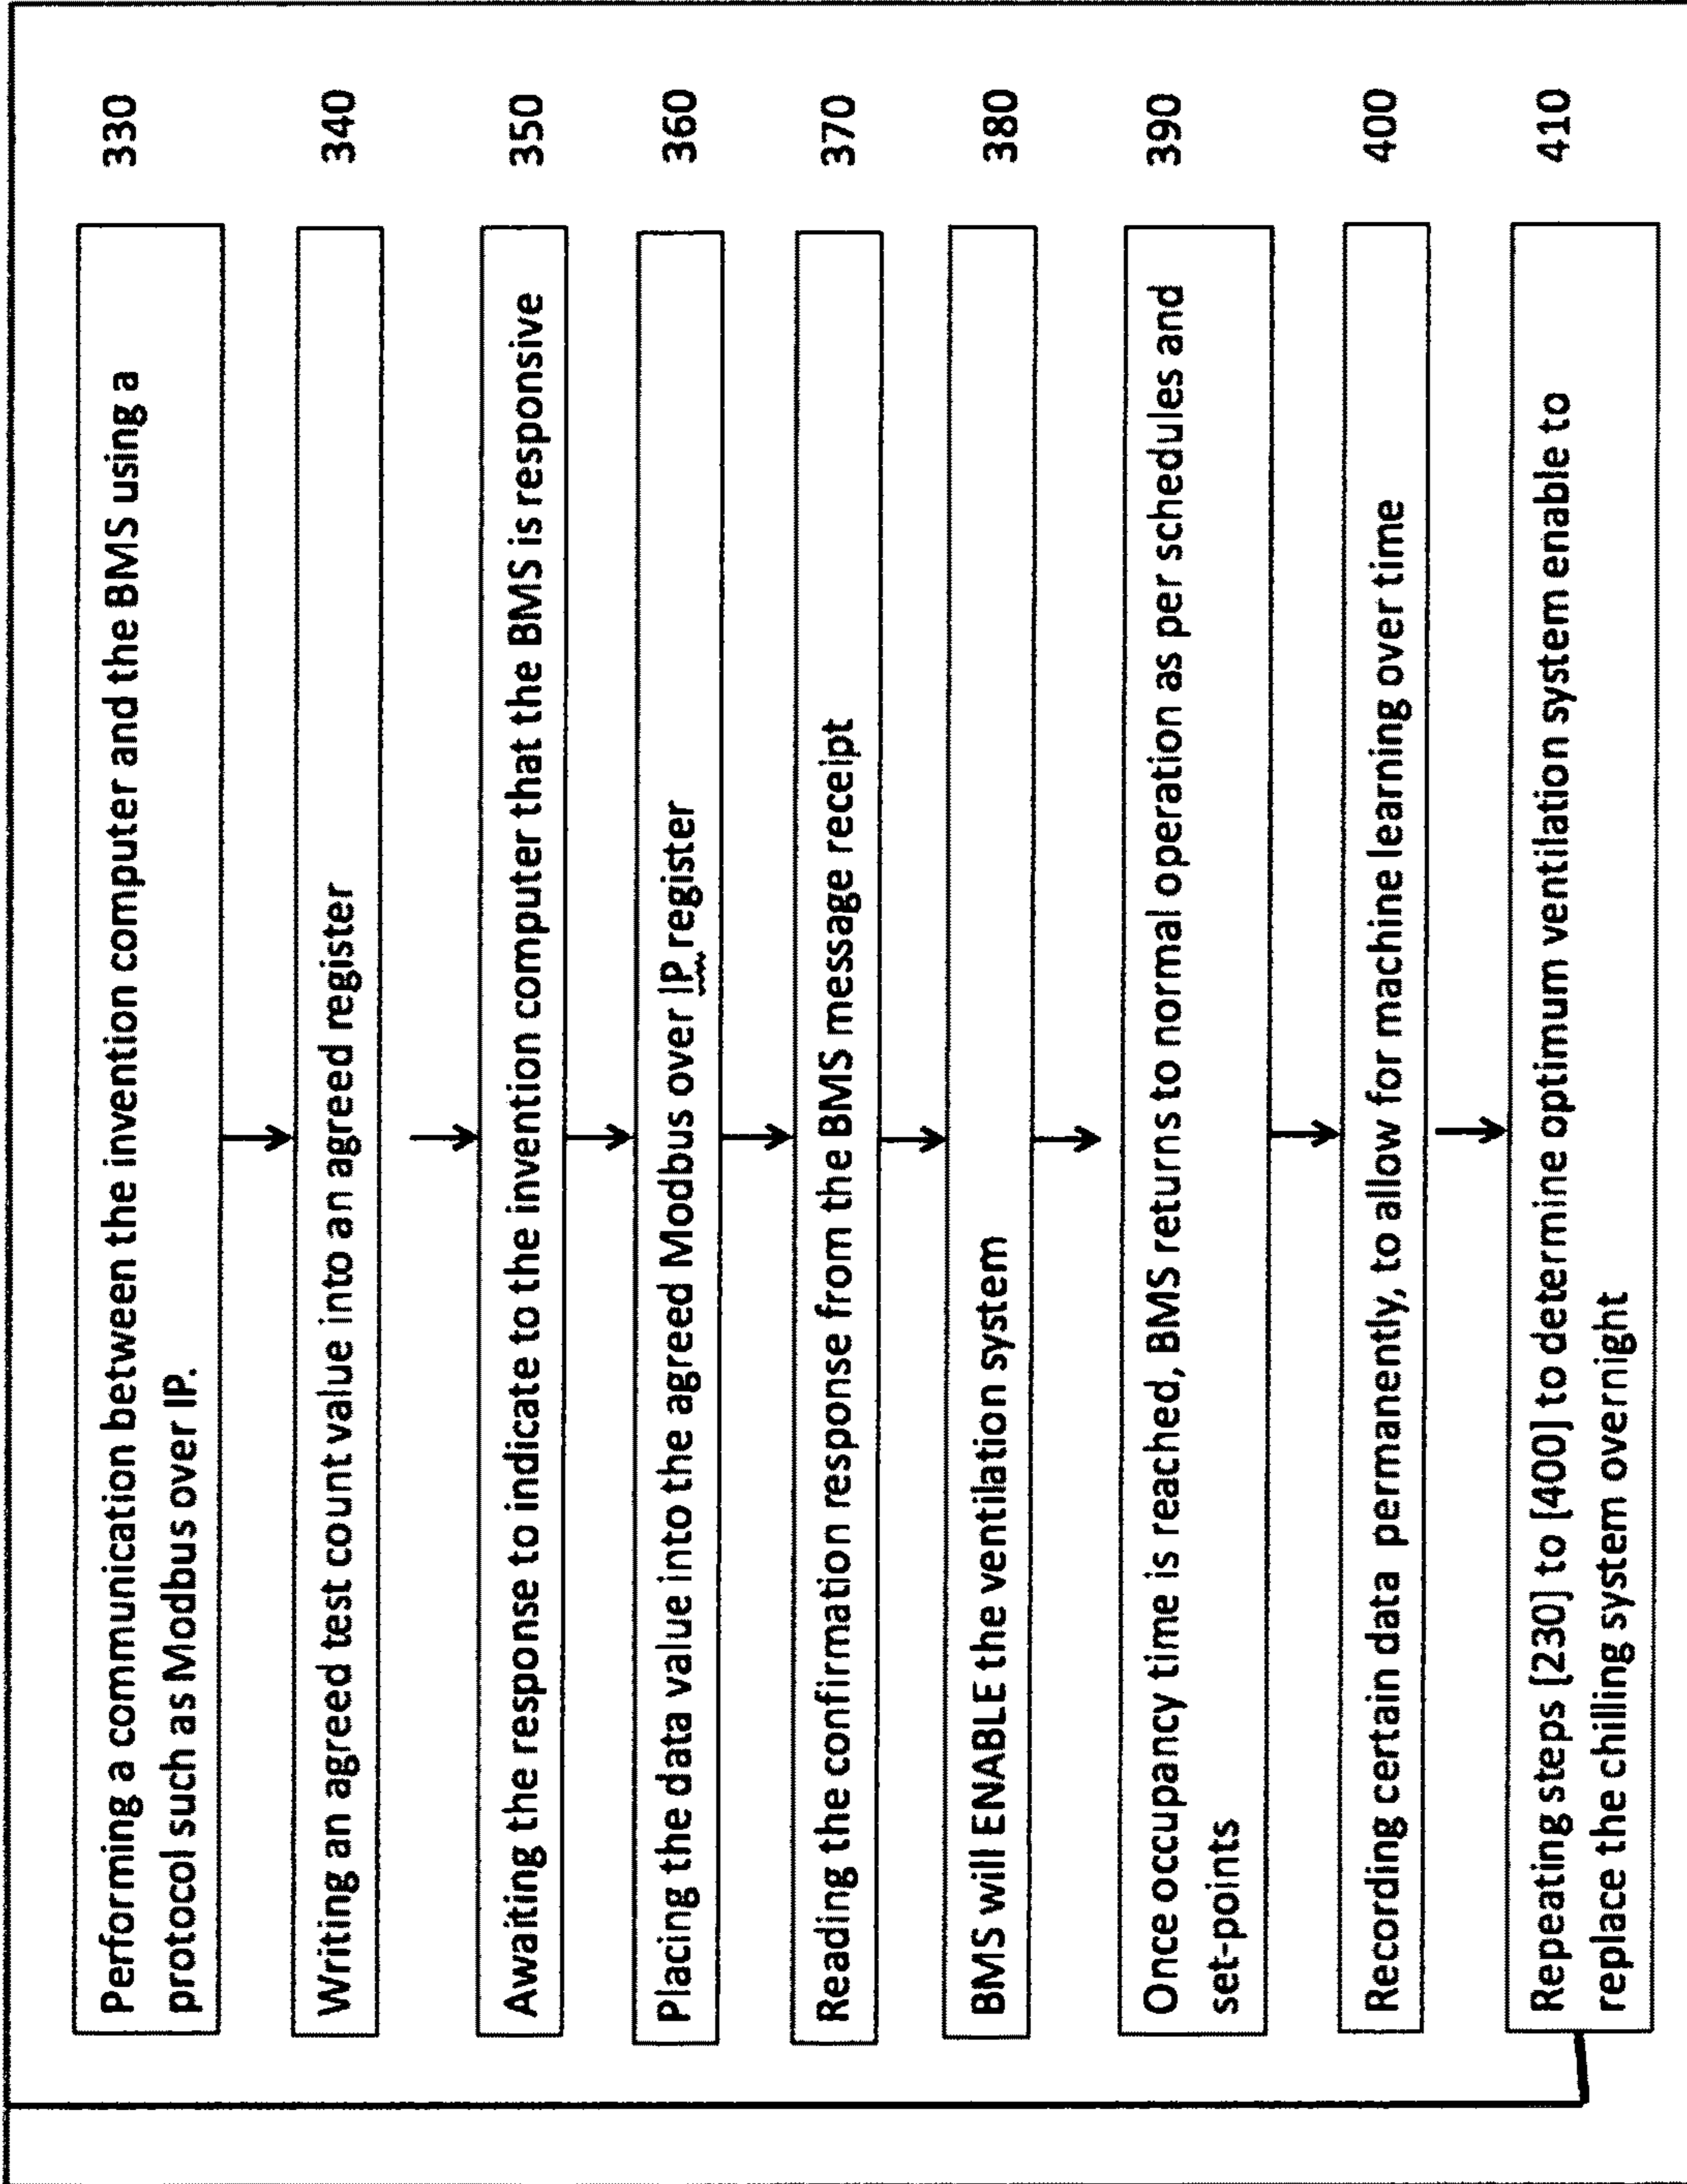 Performing a communication between the invention computer and the BMS using a
protocol such as Modbus over IP.
330
Writing an agreed test count value into an agreed register
340
Awaiting the response to indicate to the invention computer that the BMS is responsive
350
Placing the data value into the agreed Modbus over IP register
360
Reading the confirmation response from the BMS message receipt
370
BMS will ENABLE the ventilation system
380
Once occupancy time is reached, BMS returns to normal operation as per schedules and
set-points
390
Recording certain data permanently, to allow for machine learning over time
400
Repeating steps [230] to [400] to determine optimum ventilation system enable to
replace the chilling system overnight
410